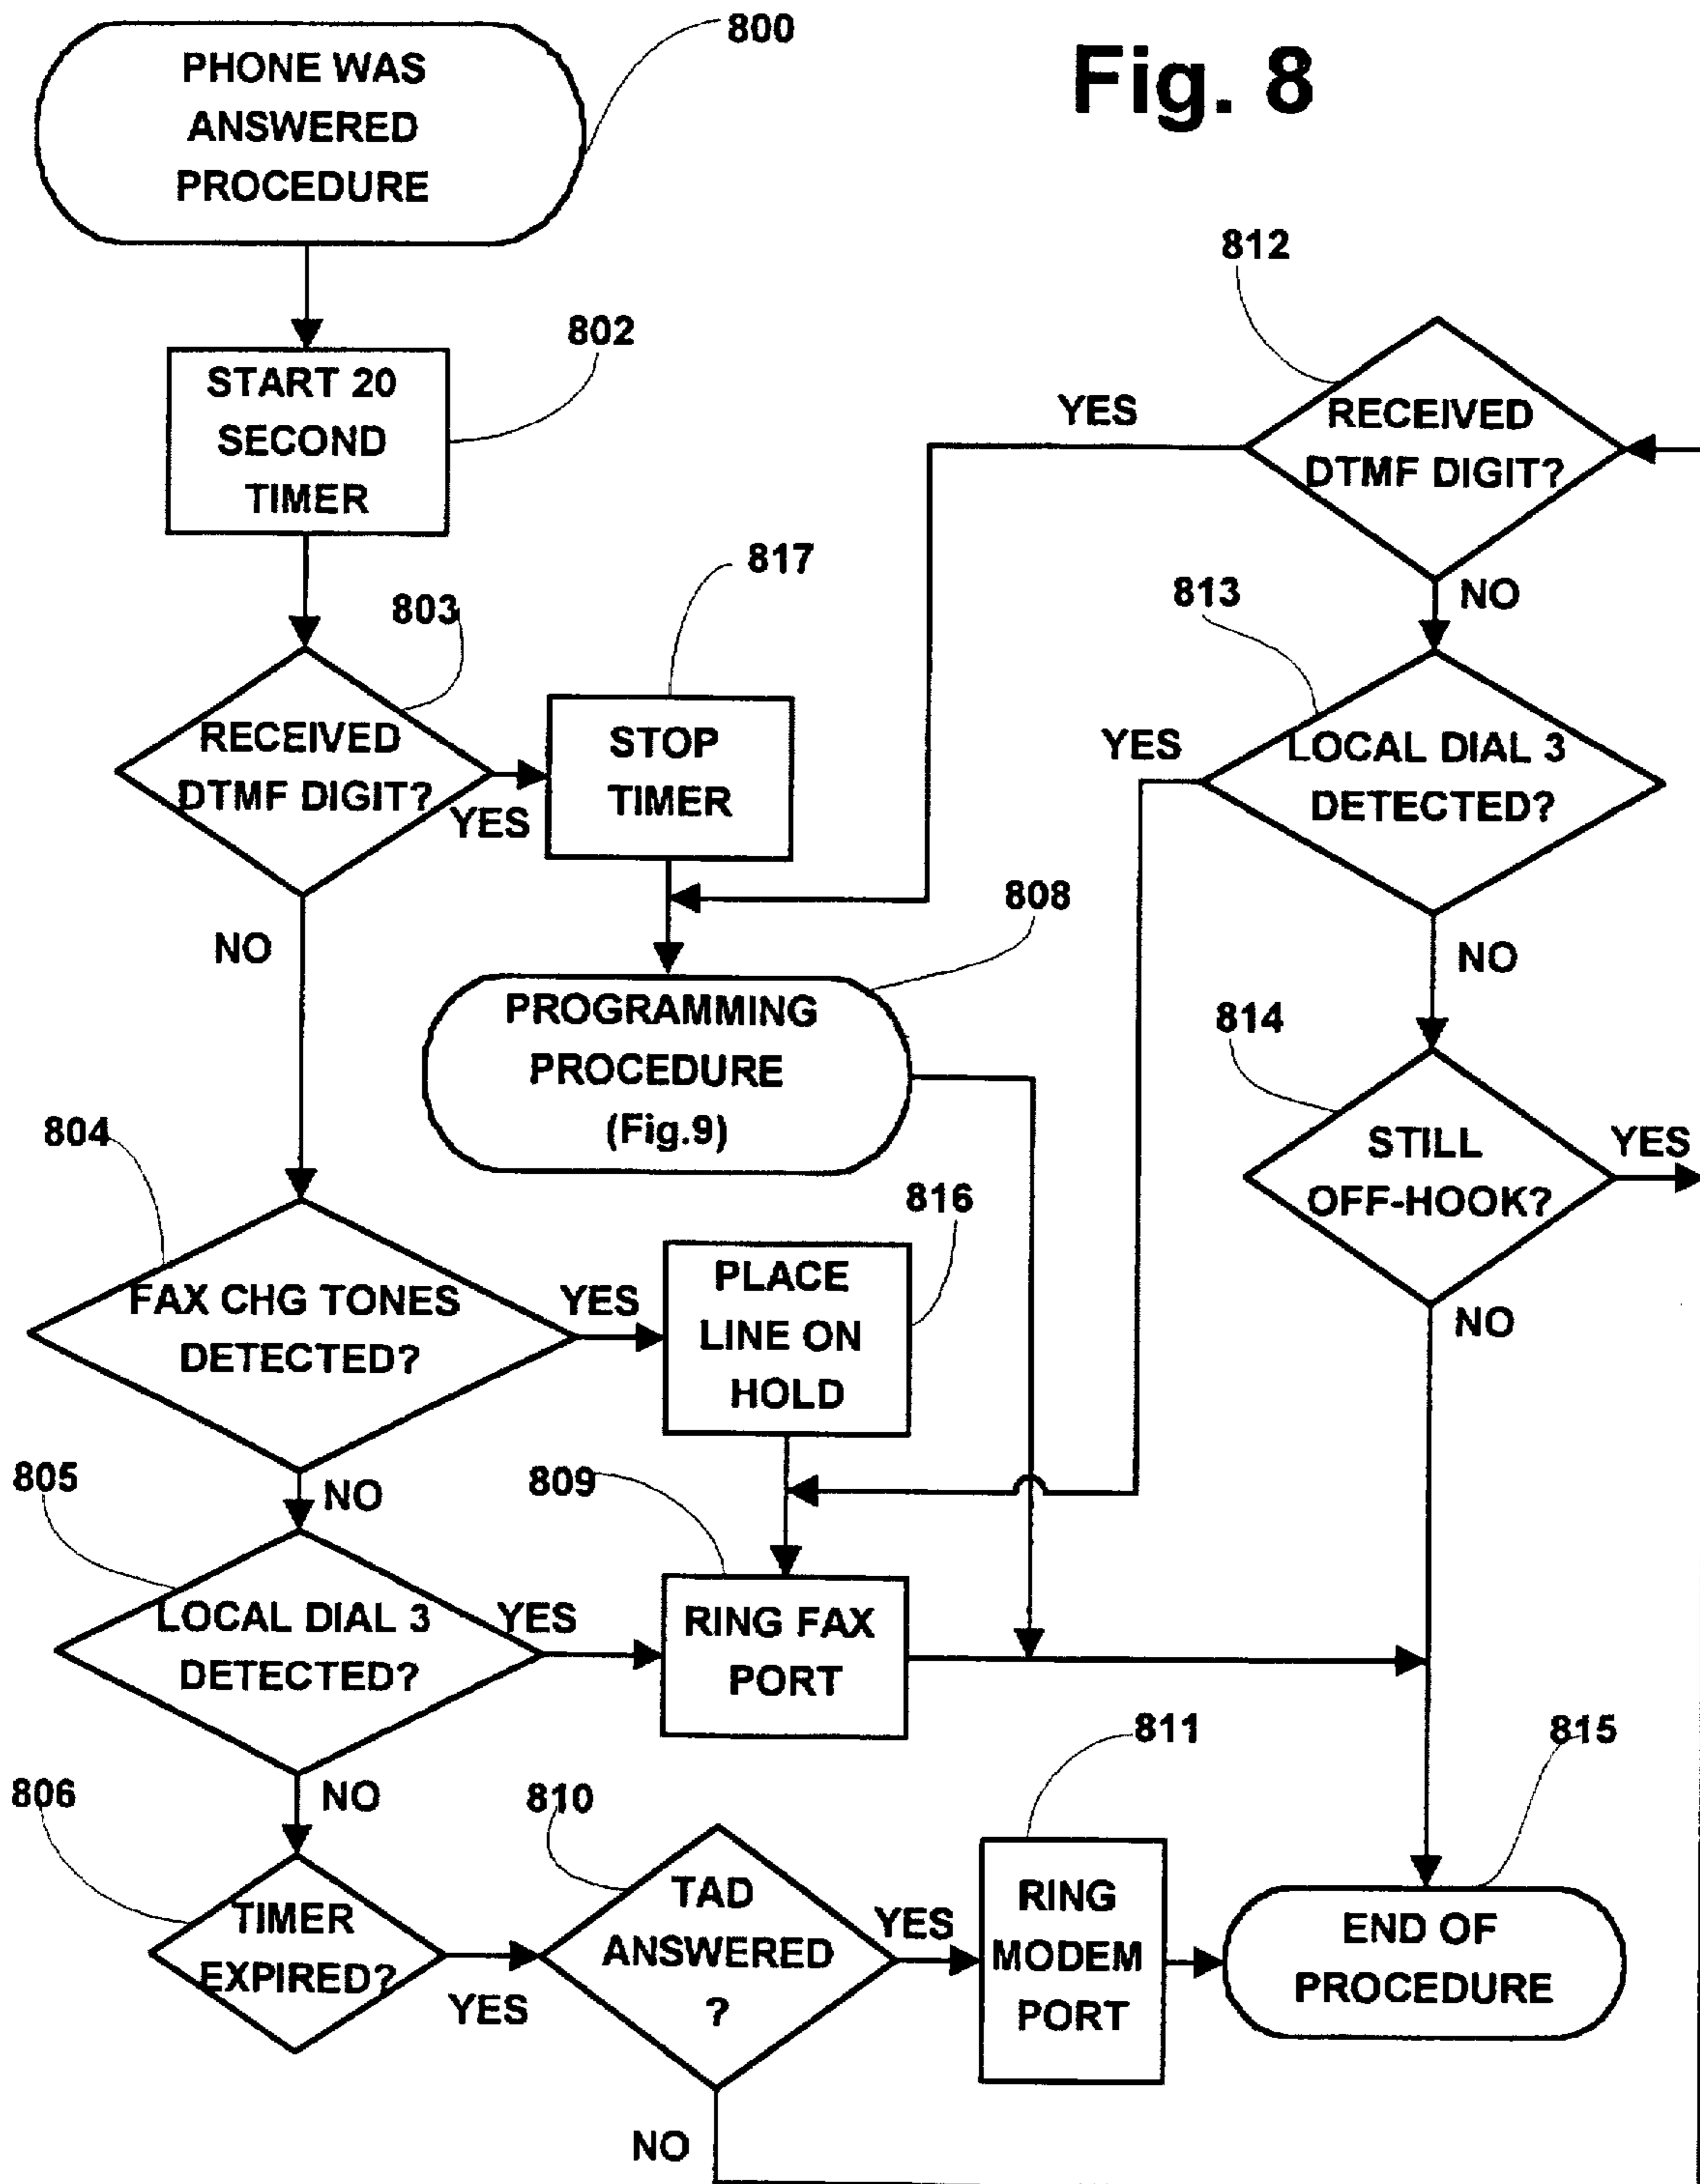 Fig. 8
800
PHONE WAS
ANSWERED
PROCEDURE
802
START 20
SECOND
TIMER
803
RECEIVED
DTMF DIGIT?
YES
NO
817
STOP
TIMER
808
PROGRAMMING
PROCEDURE
(Fig.9)
812
RECEIVED
DTMF DIGIT?
YES
NO
813
LOCAL DIAL 3
DETECTED?
YES
NO
814
STILL
OFF-HOOK?
YES
NO
804
FAX CHG TONES
DETECTED?
YES
NO
816
PLACE
LINE ON
HOLD
805
LOCAL DIAL 3
DETECTED?
YES
NO
809
RING FAX
PORT
806
TIMER
EXPIRED?
YES
810
TAD
ANSWERED
?
YES
NO
811
RING
MODEM
PORT
815
END OF
PROCEDURE